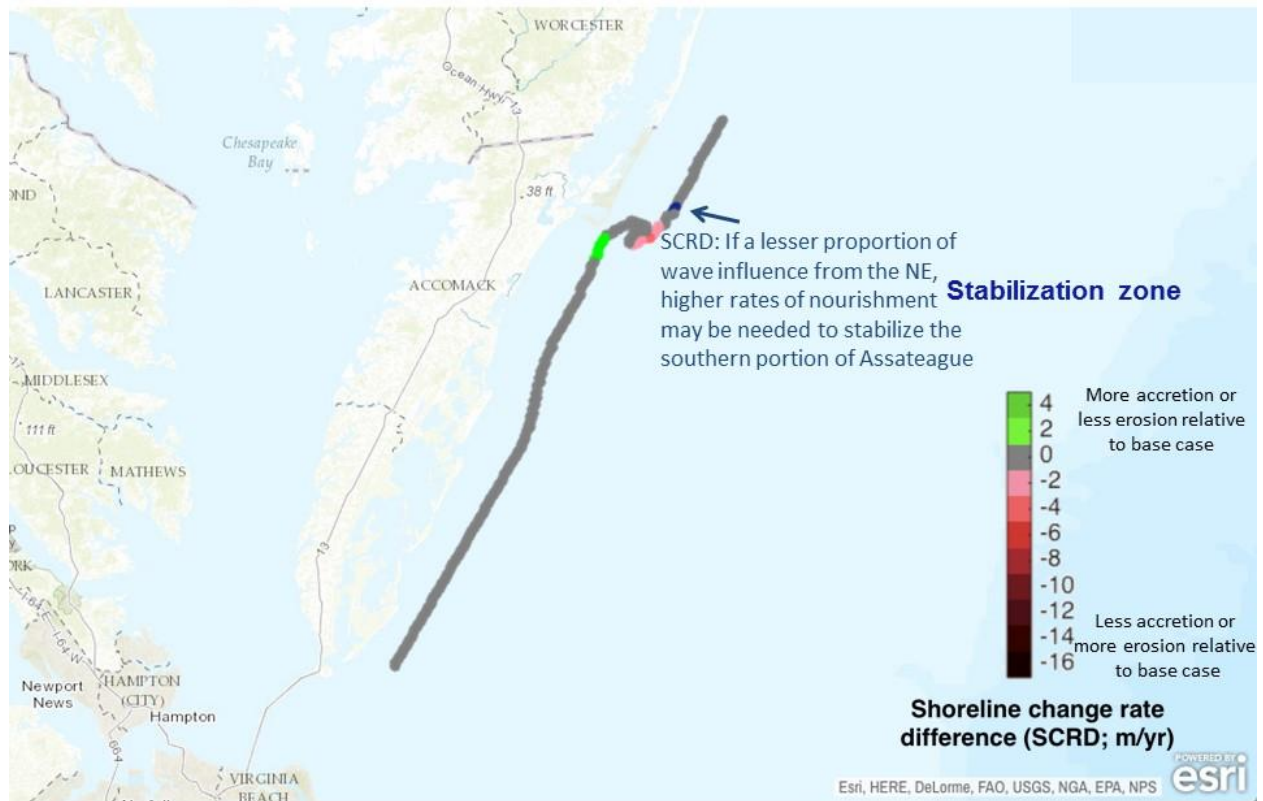 WORCESTER
Ocean Hwy
13
Chesapeake
Bay
38 ft
ACCOMACK
LANCASTER
MIDDLESEX
111 ft
MATHEWS
13
I-64 E
I-64 W
Newport
News
HAMPTON
(CITY)
Hampton
664
VIRGINIA
BEACH
SCRD: If a lesser proportion of
wave influence from the NE,
higher rates of nourishment
may be needed to stabilize the
southern portion of Assateague
Stabilization zone
4
2
0
-2
-4
-6
-8
-10
-12
-14
-16
More accretion or
less erosion relative
to base case
Less accretion or
more erosion relative
to base case
Shoreline change rate
difference (SCRD; m/yr)
POWERED BY
esri
Esri, HERE, DeLorme, FAO, USGS, NGA, EPA, NPS